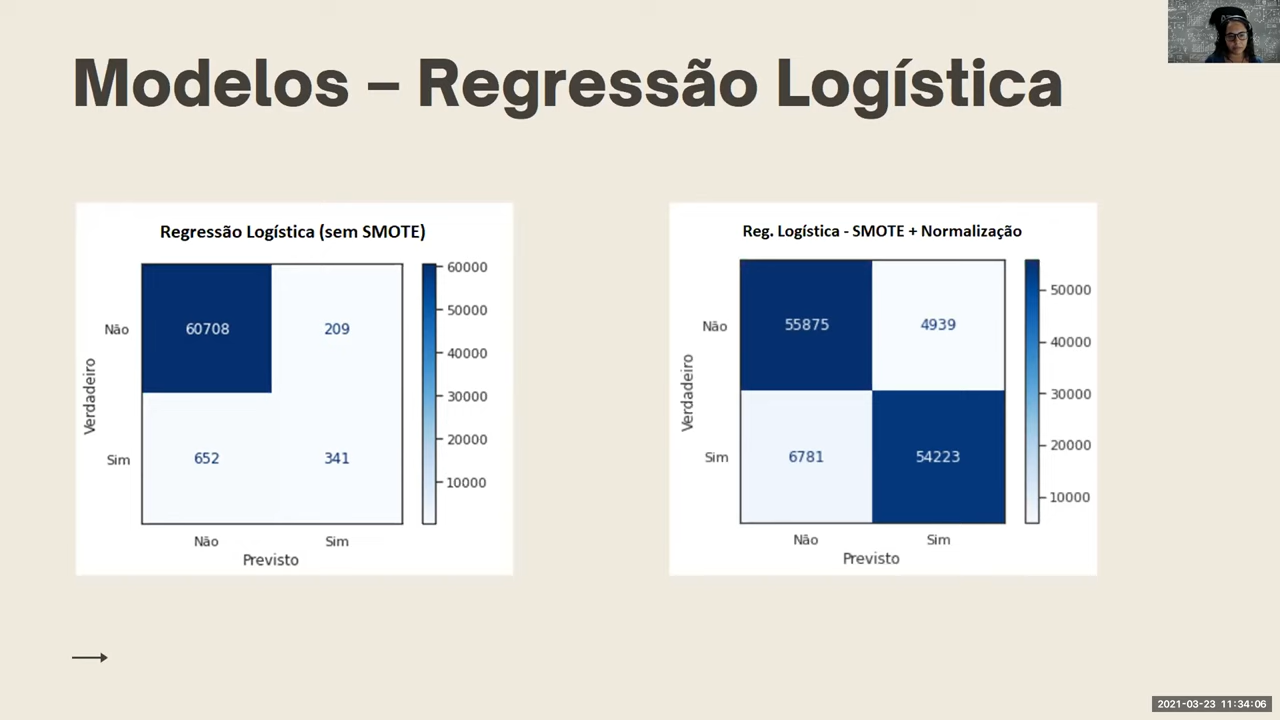 Modelos – Regressão Logística
Regressão Logística (sem SMOTE)
60000
50000
40000
30000
20000
10000
Verdadeiro
Não
60708
209
Sim
652
341
Não
Sim
Previsto
Reg. Logística - SMOTE + Normalização
50000
40000
30000
20000
10000
Verdadeiro
Não
55875
4939
Sim
6781
54223
Não
Sim
Previsto
2021-03-23 11:34:06